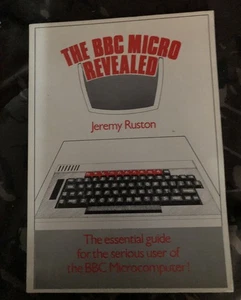 THE BBC MICRO
REVEALED
Jeremy Ruston
The essential guide
for the serious user of
the BBC Microcomputer!